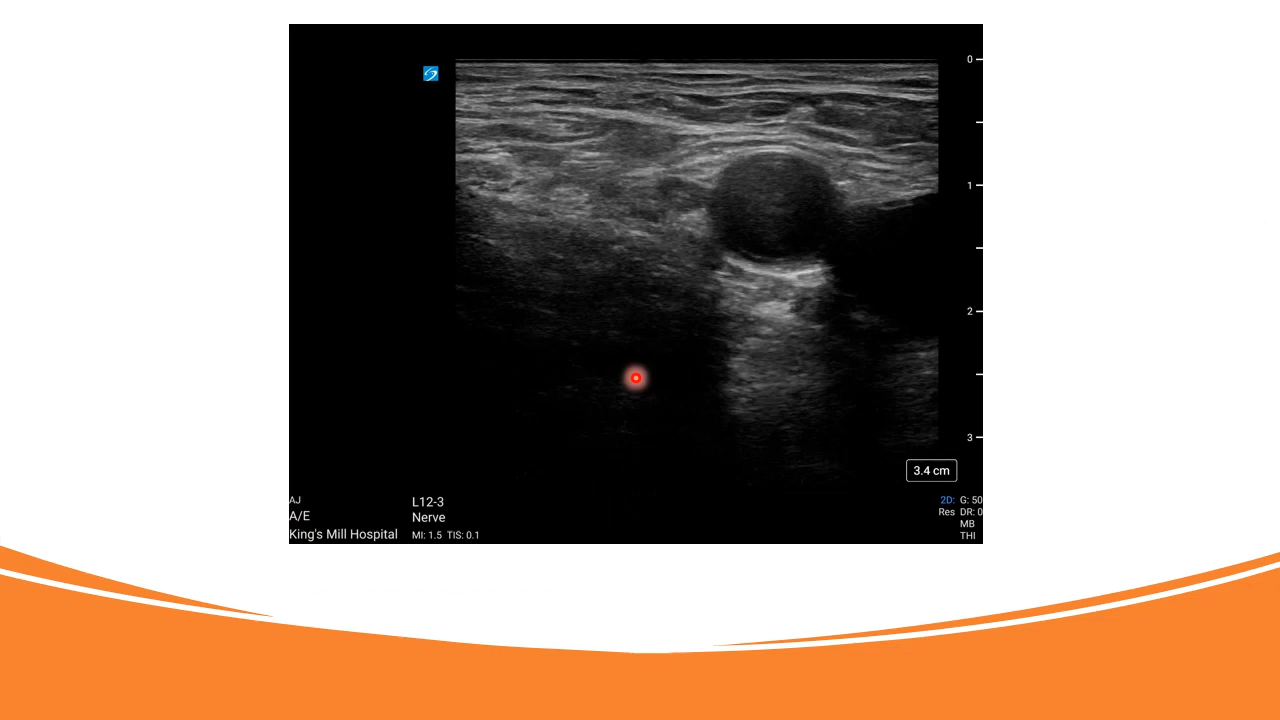 0
1
2
3
3.4 cm
AJ
A/E
King's Mill Hospital
L12-3
Nerve
MI: 1.5 TIS: 0.1
2D: G: 50
Res DR: 0
MB
THI